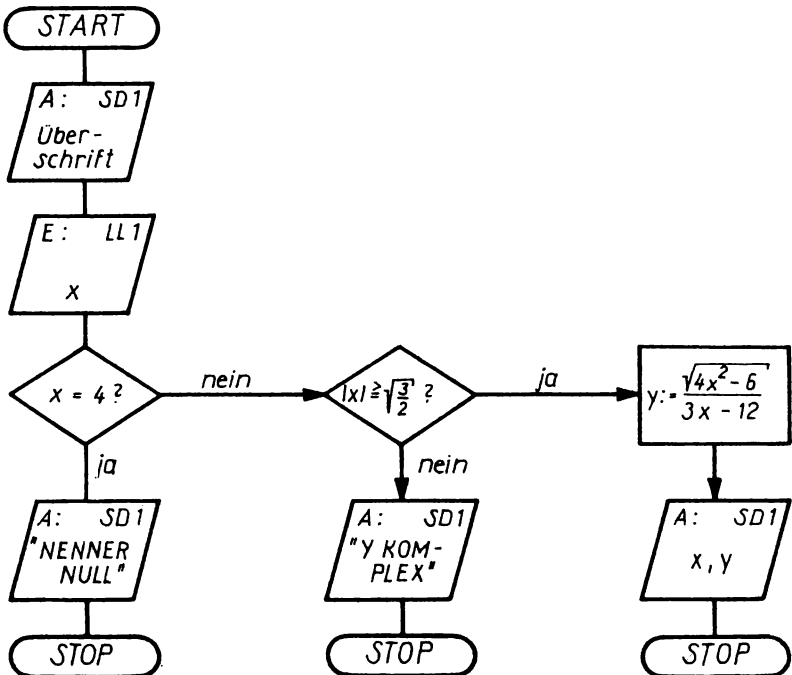 START
A: SD1
Über-
schrift
E: LL1
x
x = 4 ?
nein
|x| ≧ √3/2 ?
ja
y:= √4x² - 6 / 3x - 12
ja
nein
A: SD1
"NENNER
NULL"
A: SD1
"Y KOM-
PLEX"
A: SD1
x, y
STOP
STOP
STOP